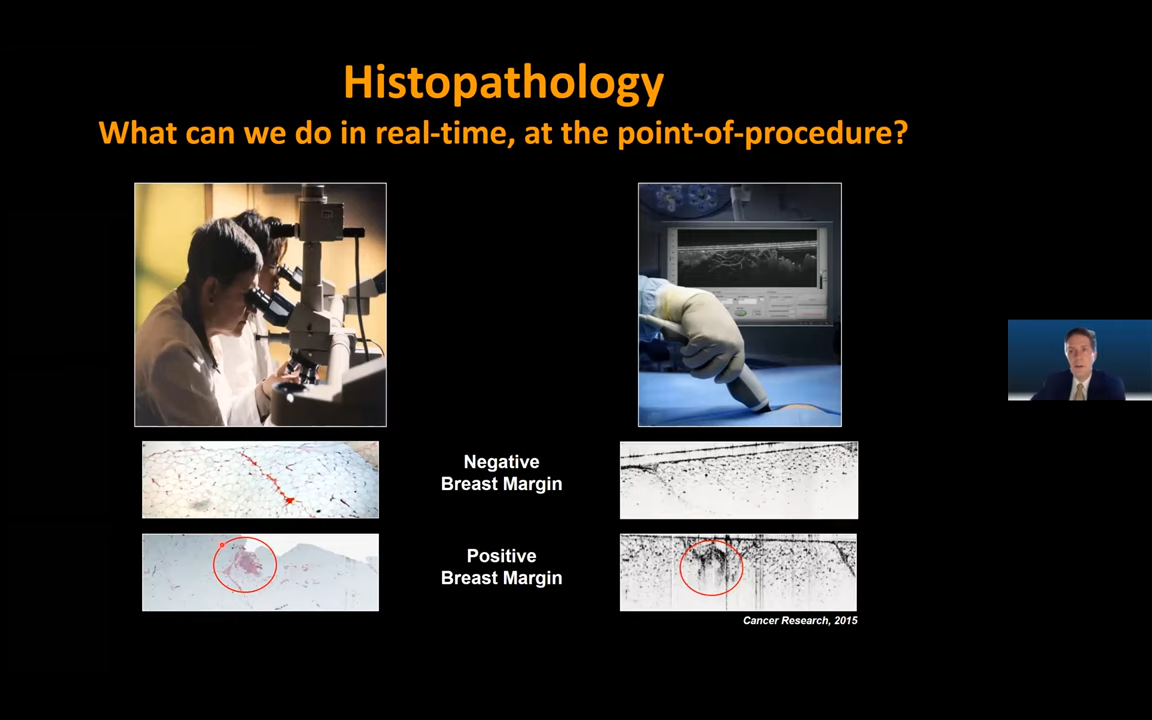 Histopathology
What can we do in real-time, at the point-of-procedure?
Negative
Breast Margin
Positive
Breast Margin
Cancer Research, 2015